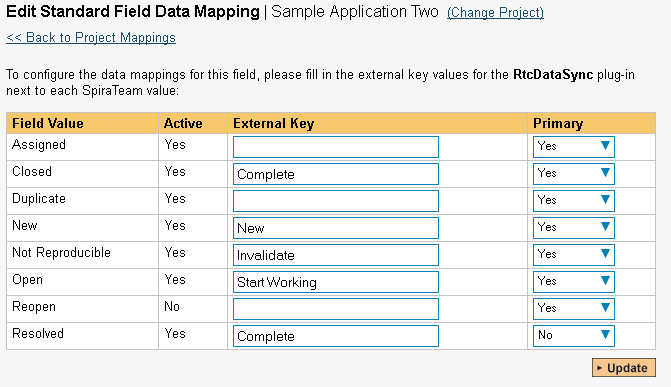 Edit Standard Field Data Mapping | Sample Application Two (Change Project)
<< Back to Project Mappings
To configure the data mappings for this field, please fill in the external key values for the RtcDataSync plug-in
next to each SpiraTeam value:
Field Value Active External Key Primary
Assigned Yes Yes
Closed Yes Complete Yes
Duplicate Yes Yes
New Yes New Yes
Not Reproducible Yes Invalidate Yes
Open Yes Start Working Yes
Reopen No Yes
Resolved Yes Complete No
Update